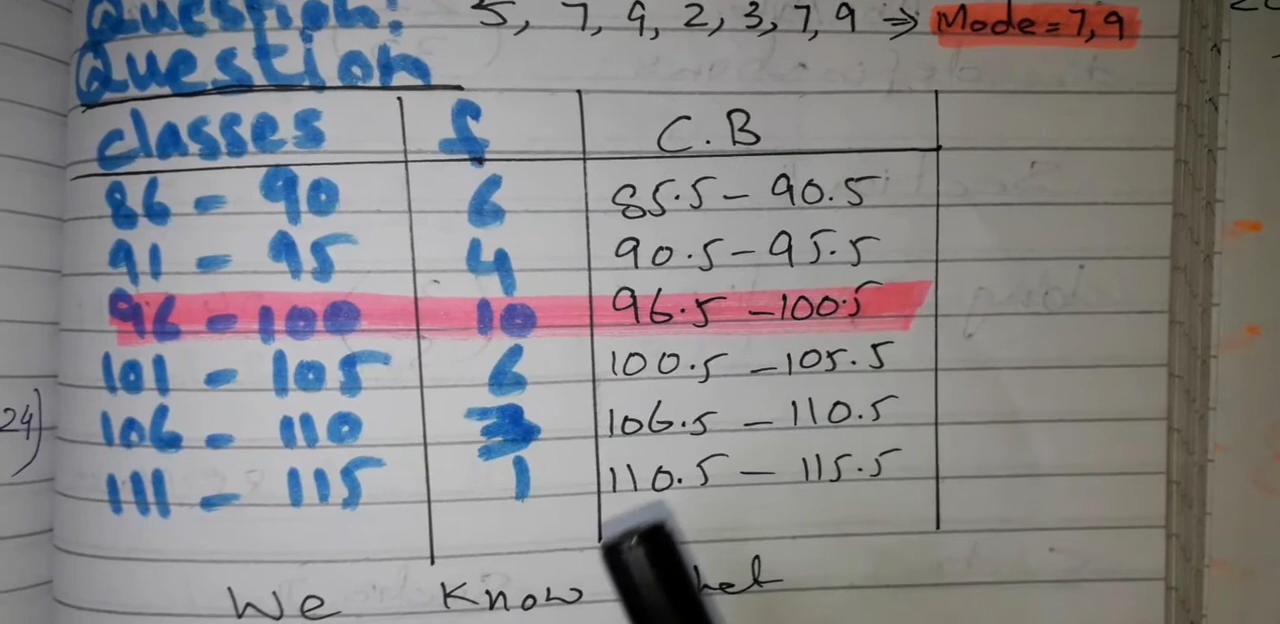 Question: 5, 7, 9, 2, 3, 7, 9 ⇒ Mode = 7, 9
Question
classes f C.B
86 - 90 6 85.5 - 90.5
91 - 95 4 90.5 - 95.5
96 - 100 10 96.5 - 100.5
101 - 105 6 100.5 - 105.5
106 - 110 3 106.5 - 110.5
111 - 115 1 110.5 - 115.5
24)
We Know